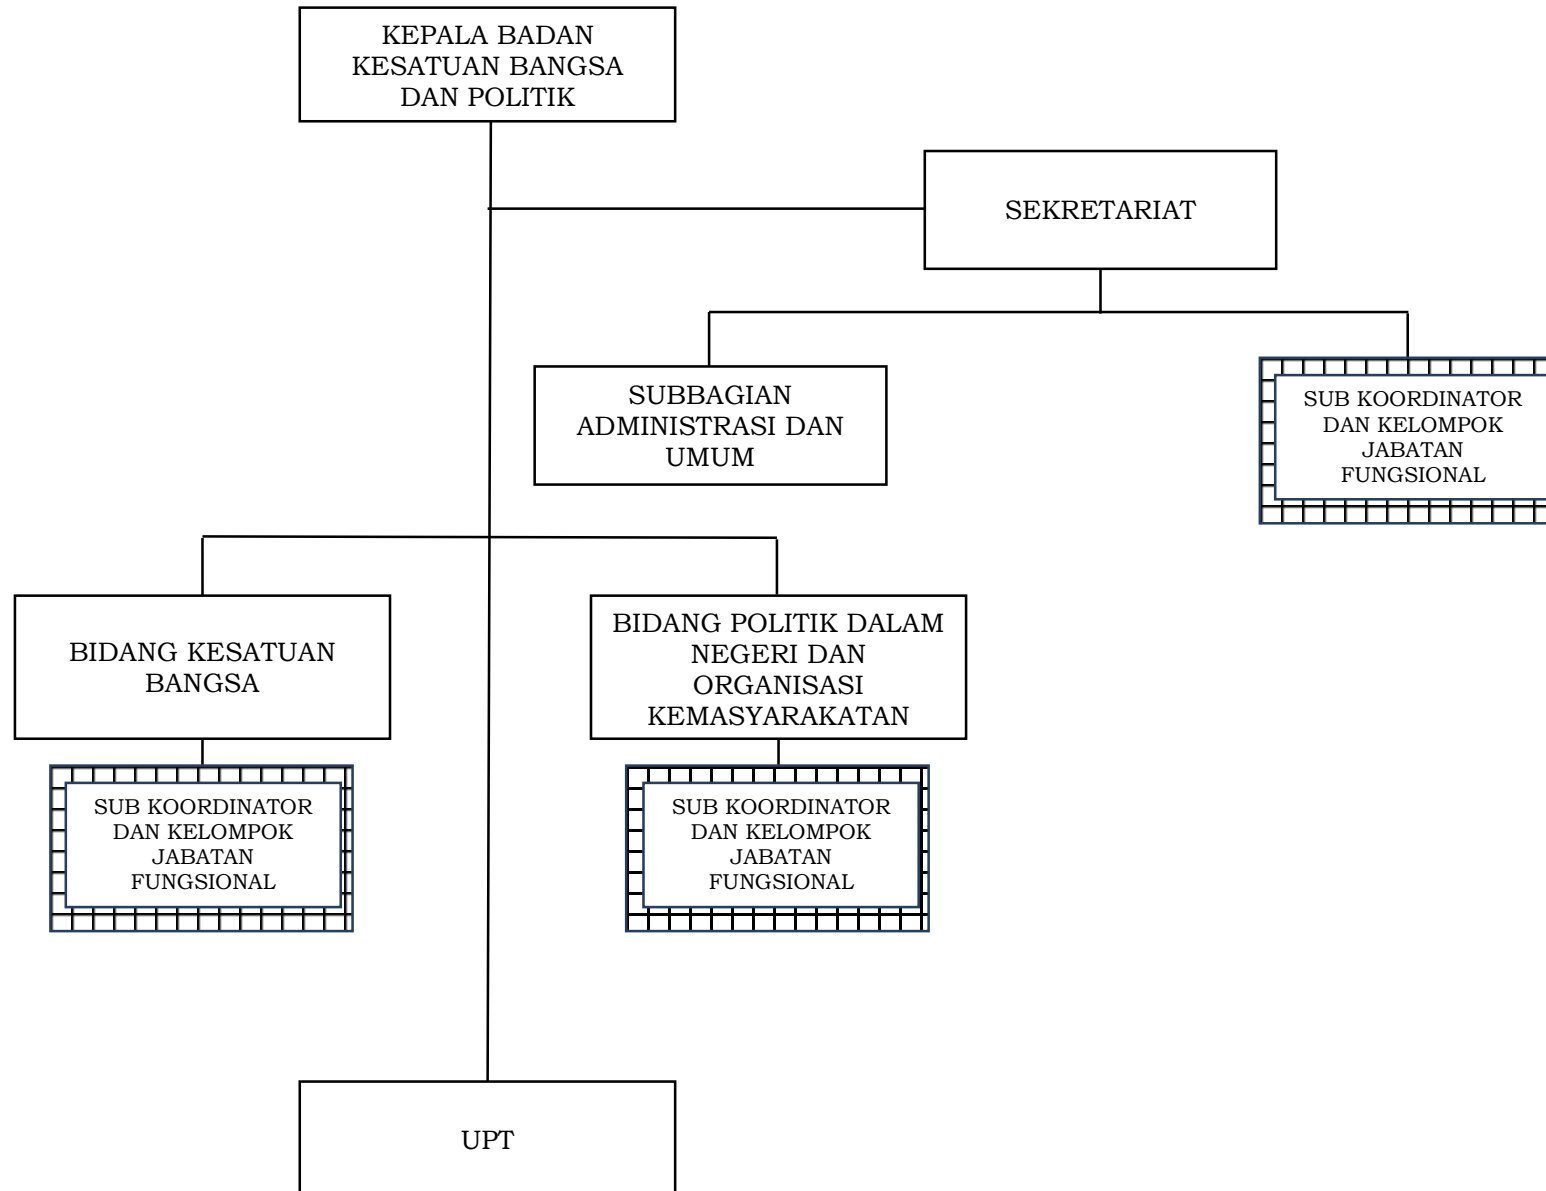 KEPALA BADAN
KESATUAN BANGSA
DAN POLITIK
SEKRETARIAT
SUBBAGIAN
ADMINISTRASI DAN
UMUM
SUB KOORDINATOR
DAN KELOMPOK
JABATAN
FUNGSIONAL
BIDANG KESATUAN
BANGSA
BIDANG POLITIK DALAM
NEGERI DAN
ORGANISASI
KEMASYARAKATAN
SUB KOORDINATOR
DAN KELOMPOK
JABATAN
FUNGSIONAL
SUB KOORDINATOR
DAN KELOMPOK
JABATAN
FUNGSIONAL
UPT